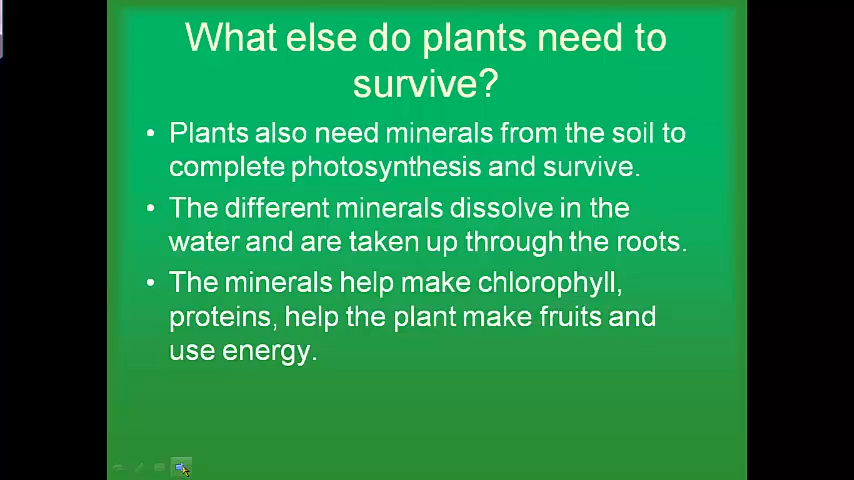 What else do plants need to
survive?
• Plants also need minerals from the soil to
complete photosynthesis and survive.
• The different minerals dissolve in the
water and are taken up through the roots.
• The minerals help make chlorophyll,
proteins, help the plant make fruits and
use energy.